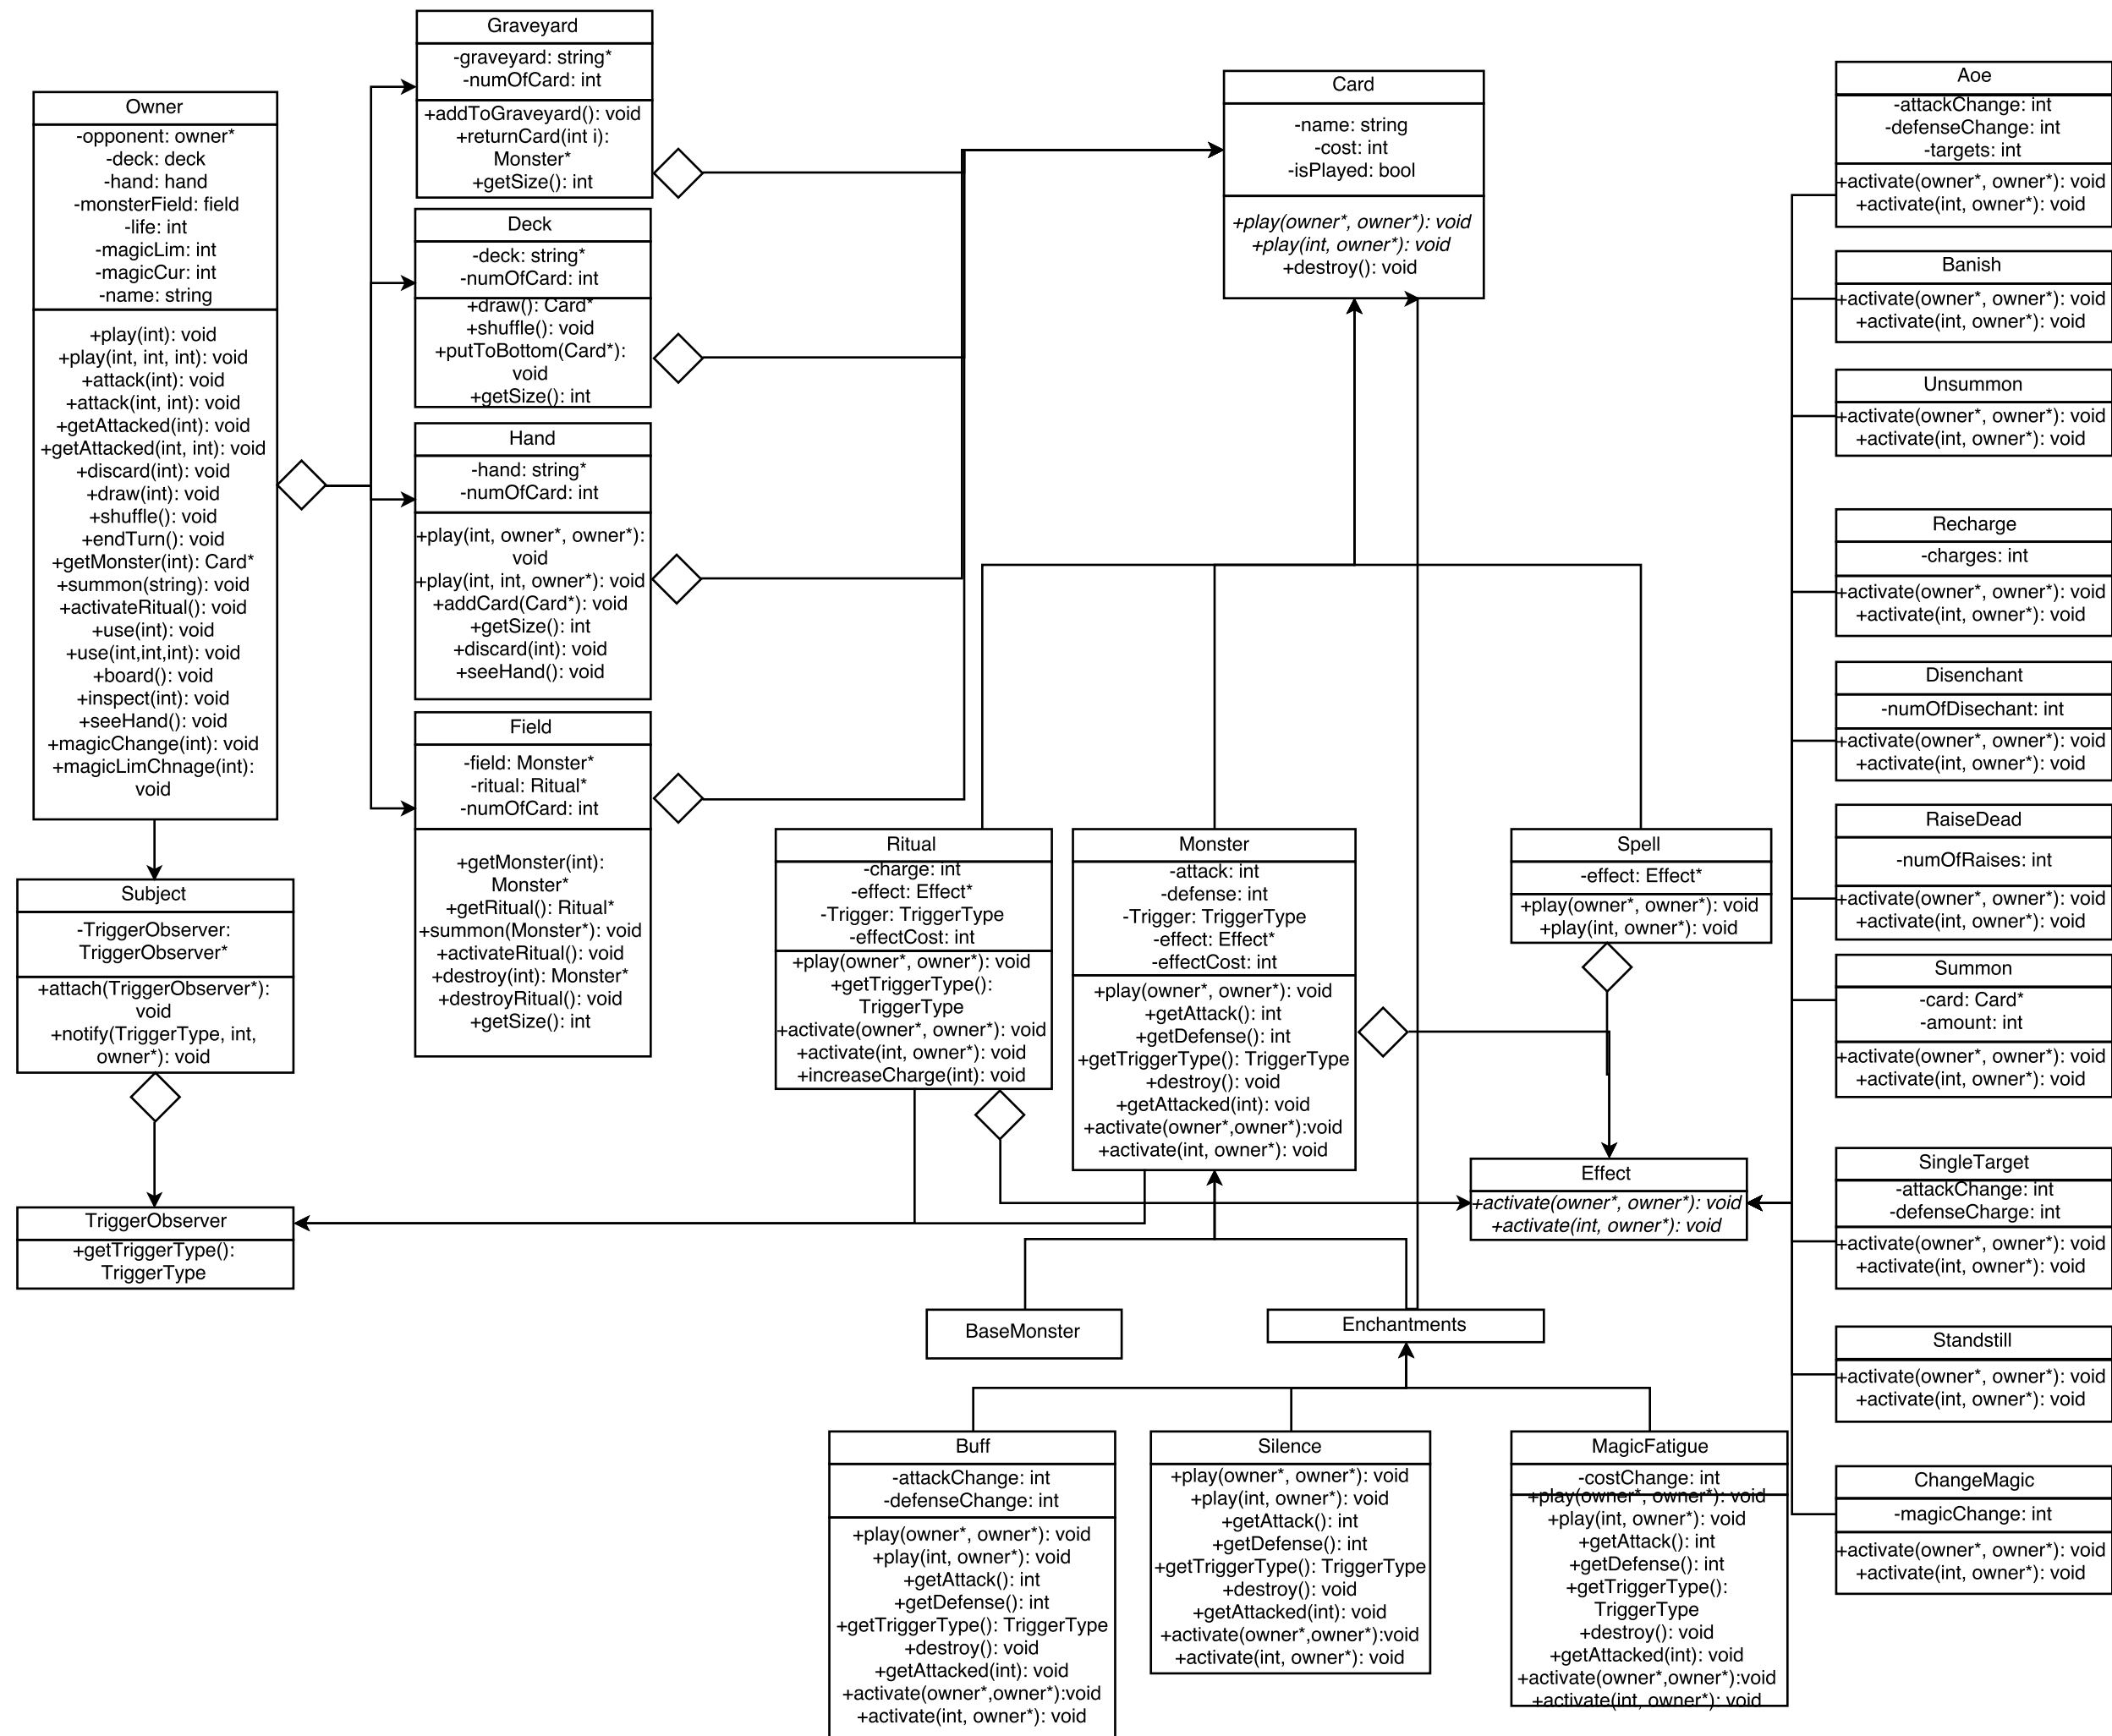 Owner
-opponent: owner*
-deck: deck
-hand: hand
-monsterField: field
-life: int
-magicLim: int
-magicCur: int
-name: string
+play(int): void
+play(int, int, int): void
+attack(int): void
+attack(int, int): void
+getAttacked(int): void
+getAttacked(int, int): void
+discard(int): void
+draw(int): void
+shuffle(): void
+endTurn(): void
+getMonster(int): Card*
+summon(string): void
+activateRitual(): void
+use(int): void
+use(int,int,int): void
+board(): void
+inspect(int): void
+seeHand(): void
+magicChange(int): void
+magicLimChnage(int):
void
Subject
-TriggerObserver:
TriggerObserver*
+attach(TriggerObserver*):
void
+notify(TriggerType, int,
owner*): void
TriggerObserver
+getTriggerType():
TriggerType
Graveyard
-graveyard: string*
-numOfCard: int
+addToGraveyard(): void
+returnCard(int i):
Monster*
+getSize(): int
Deck
-deck: string*
-numOfCard: int
+draw(): Card*
+shuffle(): void
+putToBottom(Card*):
void
+getSize(): int
Hand
-hand: string*
-numOfCard: int
+play(int, owner*, owner*):
void
+play(int, int, owner*): void
+addCard(Card*): void
+getSize(): int
+discard(int): void
+seeHand(): void
Field
-field: Monster*
-ritual: Ritual*
-numOfCard: int
+getMonster(int):
Monster*
+getRitual(): Ritual*
+summon(Monster*): void
+activateRitual(): void
+destroy(int): Monster*
+destroyRitual(): void
+getSize(): int
Card
-name: string
-cost: int
-isPlayed: bool
+play(owner*, owner*): void
+play(int, owner*): void
+destroy(): void
Ritual
-charge: int
-effect: Effect*
-Trigger: TriggerType
-effectCost: int
+play(owner*, owner*): void
+getTriggerType():
TriggerType
+activate(owner*, owner*): void
+activate(int, owner*): void
+increaseCharge(int): void
Monster
-attack: int
-defense: int
-Trigger: TriggerType
-effect: Effect*
-effectCost: int
+play(owner*, owner*): void
+getAttack(): int
+getDefense(): int
+getTriggerType(): TriggerType
+destroy(): void
+getAttacked(int): void
+activate(owner*,owner*):void
+activate(int, owner*): void
Spell
-effect: Effect*
+play(owner*, owner*): void
+play(int, owner*): void
Effect
+activate(owner*, owner*): void
+activate(int, owner*): void
BaseMonster
Enchantments
Buff
-attackChange: int
-defenseChange: int
+play(owner*, owner*): void
+play(int, owner*): void
+getAttack(): int
+getDefense(): int
+getTriggerType(): TriggerType
+destroy(): void
+getAttacked(int): void
+activate(owner*,owner*):void
+activate(int, owner*): void
Silence
+play(owner*, owner*): void
+play(int, owner*): void
+getAttack(): int
+getDefense(): int
+getTriggerType(): TriggerType
+destroy(): void
+getAttacked(int): void
+activate(owner*,owner*):void
+activate(int, owner*): void
MagicFatigue
-costChange: int
+play(owner*, owner*): void
+play(int, owner*): void
+getAttack(): int
+getDefense(): int
+getTriggerType():
TriggerType
+destroy(): void
+getAttacked(int): void
+activate(owner*,owner*):void
+activate(int, owner*): void
Aoe
-attackChange: int
-defenseChange: int
-targets: int
+activate(owner*, owner*): void
+activate(int, owner*): void
Banish
+activate(owner*, owner*): void
+activate(int, owner*): void
Unsummon
+activate(owner*, owner*): void
+activate(int, owner*): void
Recharge
-charges: int
+activate(owner*, owner*): void
+activate(int, owner*): void
Disenchant
-numOfDisechant: int
+activate(owner*, owner*): void
+activate(int, owner*): void
RaiseDead
-numOfRaises: int
+activate(owner*, owner*): void
+activate(int, owner*): void
Summon
-card: Card*
-amount: int
+activate(owner*, owner*): void
+activate(int, owner*): void
SingleTarget
-attackChange: int
-defenseCharge: int
+activate(owner*, owner*): void
+activate(int, owner*): void
Standstill
+activate(owner*, owner*): void
+activate(int, owner*): void
ChangeMagic
-magicChange: int
+activate(owner*, owner*): void
+activate(int, owner*): void